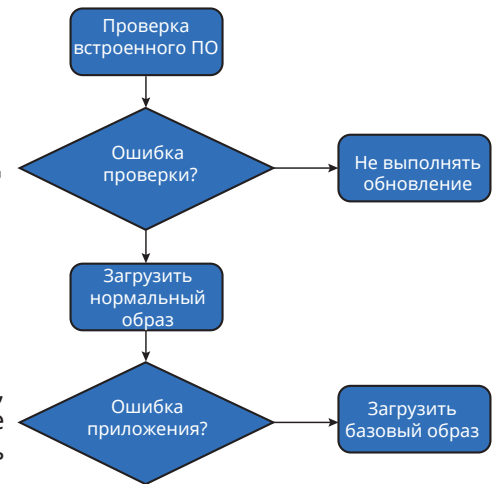 Проверка
встроенного ПО
Ошибка
проверки?
Не выполнять
обновление
Загрузить
нормальный
образ
Ошибка
приложения?
Загрузить
базовый образ